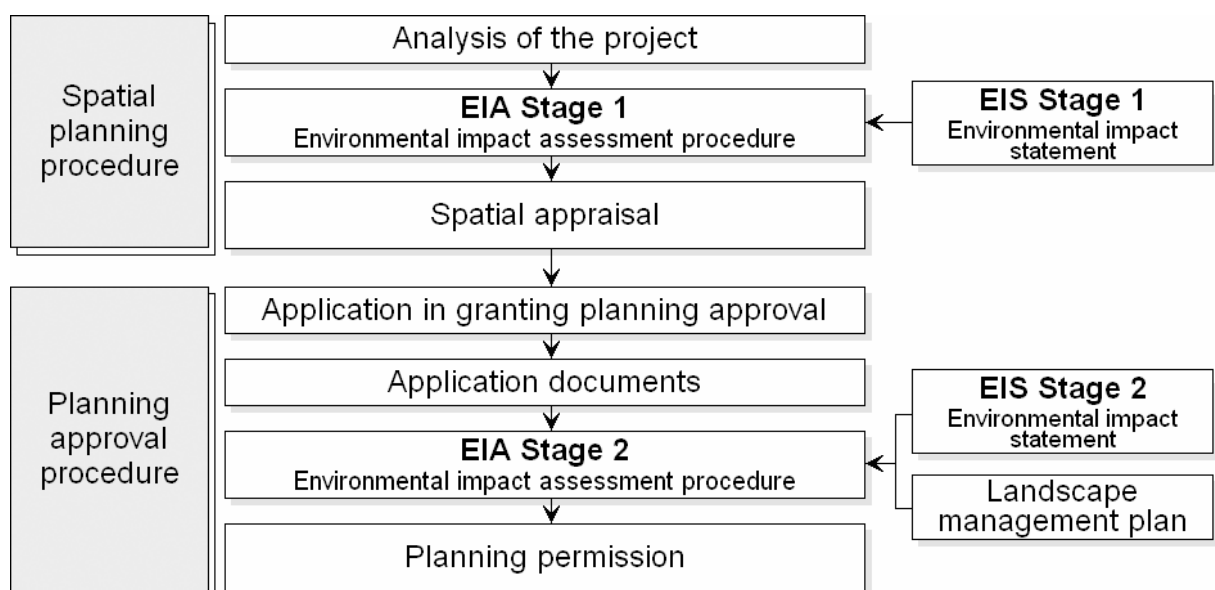 Spatial
planning
procedure
Analysis of the project
EIA Stage 1
Environmental impact assessment procedure
Spatial appraisal
EIS Stage 1
Environmental impact
statement
Planning
approval
procedure
Application in granting planning approval
Application documents
EIA Stage 2
Environmental impact assessment procedure
Planning permission
EIS Stage 2
Environmental impact
statement
Landscape
management plan